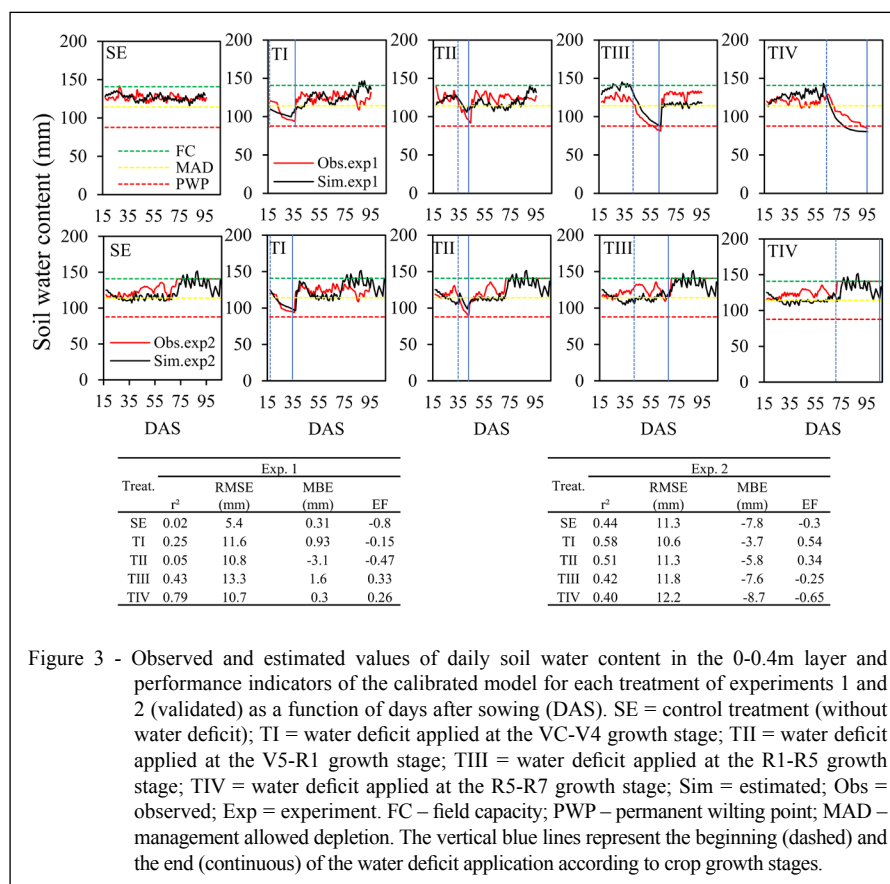 200 200 200 200 200
SE TI TII TIII TIV
150 150 150 150 150
100 100 100 100 100
FC
MAD
PWP
50 50 50 50 50
Obs.exp1
Sim.exp1
0 0 0 0 0
15 35 55 75 95 15 35 55 75 95 15 35 55 75 95 15 35 55 75 95 15 35 55 75 95
Soil water content (mm)
200 200 200 200 200
SE TI TII TIII TIV
150 150 150 150 150
100 100 100 100 100
50 50 50 50 50
Obs.exp2
Sim.exp2
0 0 0 0 0
15 35 55 75 95 15 35 55 75 95 15 35 55 75 95 15 35 55 75 95 15 35 55 75 95
DAS DAS DAS DAS DAS
Exp. 1
Treat. r² RMSE (mm) MBE (mm) EF
SE 0.02 5.4 0.31 -0.8
TI 0.25 11.6 0.93 -0.15
TII 0.05 10.8 -3.1 -0.47
TIII 0.43 13.3 1.6 0.33
TIV 0.79 10.7 0.3 0.26
Exp. 2
Treat. r² RMSE (mm) MBE (mm) EF
SE 0.44 11.3 -7.8 -0.3
TI 0.58 10.6 -3.7 0.54
TII 0.51 11.3 -5.8 0.34
TIII 0.42 11.8 -7.6 -0.25
TIV 0.40 12.2 -8.7 -0.65
Figure 3 - Observed and estimated values of daily soil water content in the 0-0.4m layer and
performance indicators of the calibrated model for each treatment of experiments 1 and
2 (validated) as a function of days after sowing (DAS). SE = control treatment (without
water deficit); TI = water deficit applied at the VC-V4 growth stage; TII = water deficit
applied at the V5-R1 growth stage; TIII = water deficit applied at the R1-R5 growth
stage; TIV = water deficit applied at the R5-R7 growth stage; Sim = estimated; Obs =
observed; Exp = experiment. FC – field capacity; PWP – permanent wilting point; MAD –
management allowed depletion. The vertical blue lines represent the beginning (dashed) and
the end (continuous) of the water deficit application according to crop growth stages.